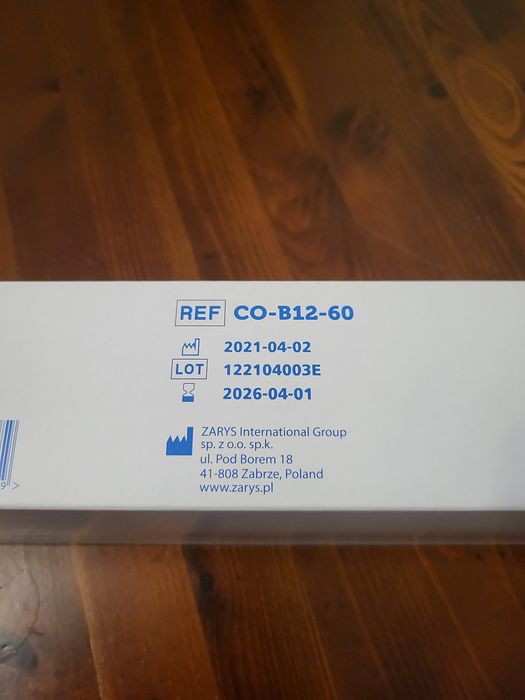 REF CO-B12-60
2021-04-02
LOT 122104003E
2026-04-01
ZARYS International Group
sp. z o.o. sp.k.
ul. Pod Borem 18
41-808 Zabrze, Poland
www.zarys.pl
9 >